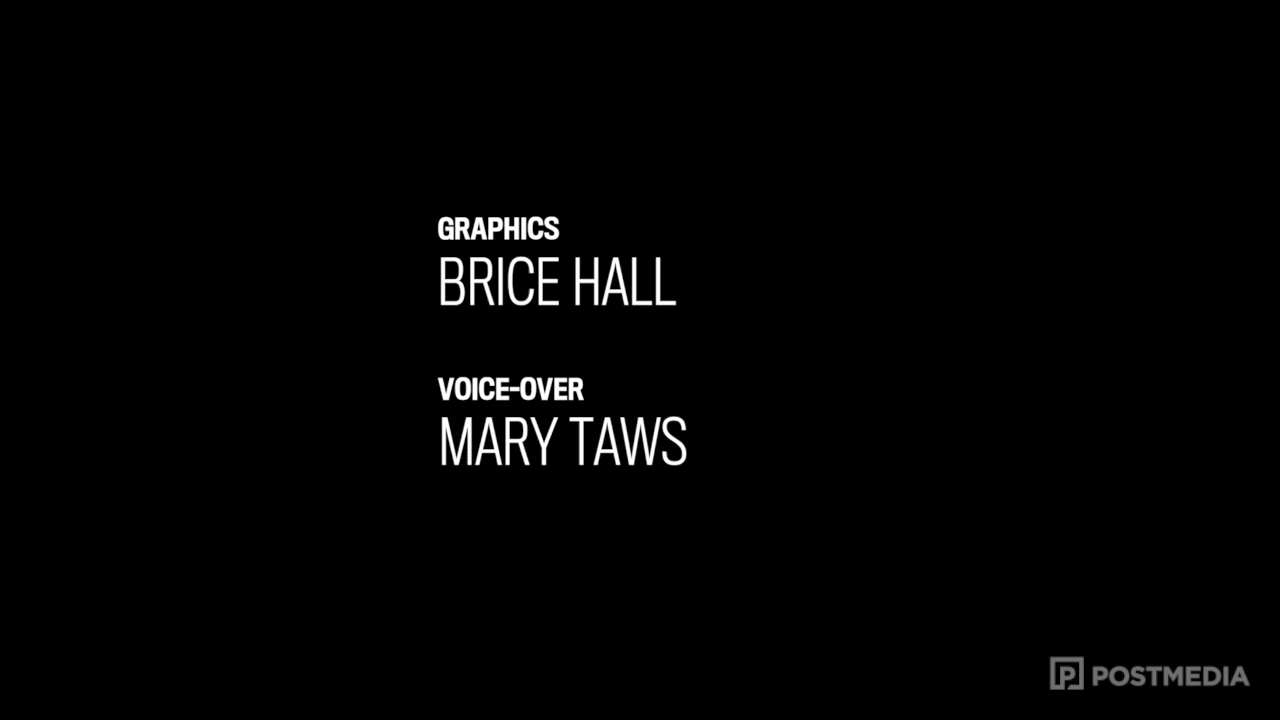 GRAPHICS
BRICE HALL
VOICE-OVER
MARY TAWS
POSTMEDIA